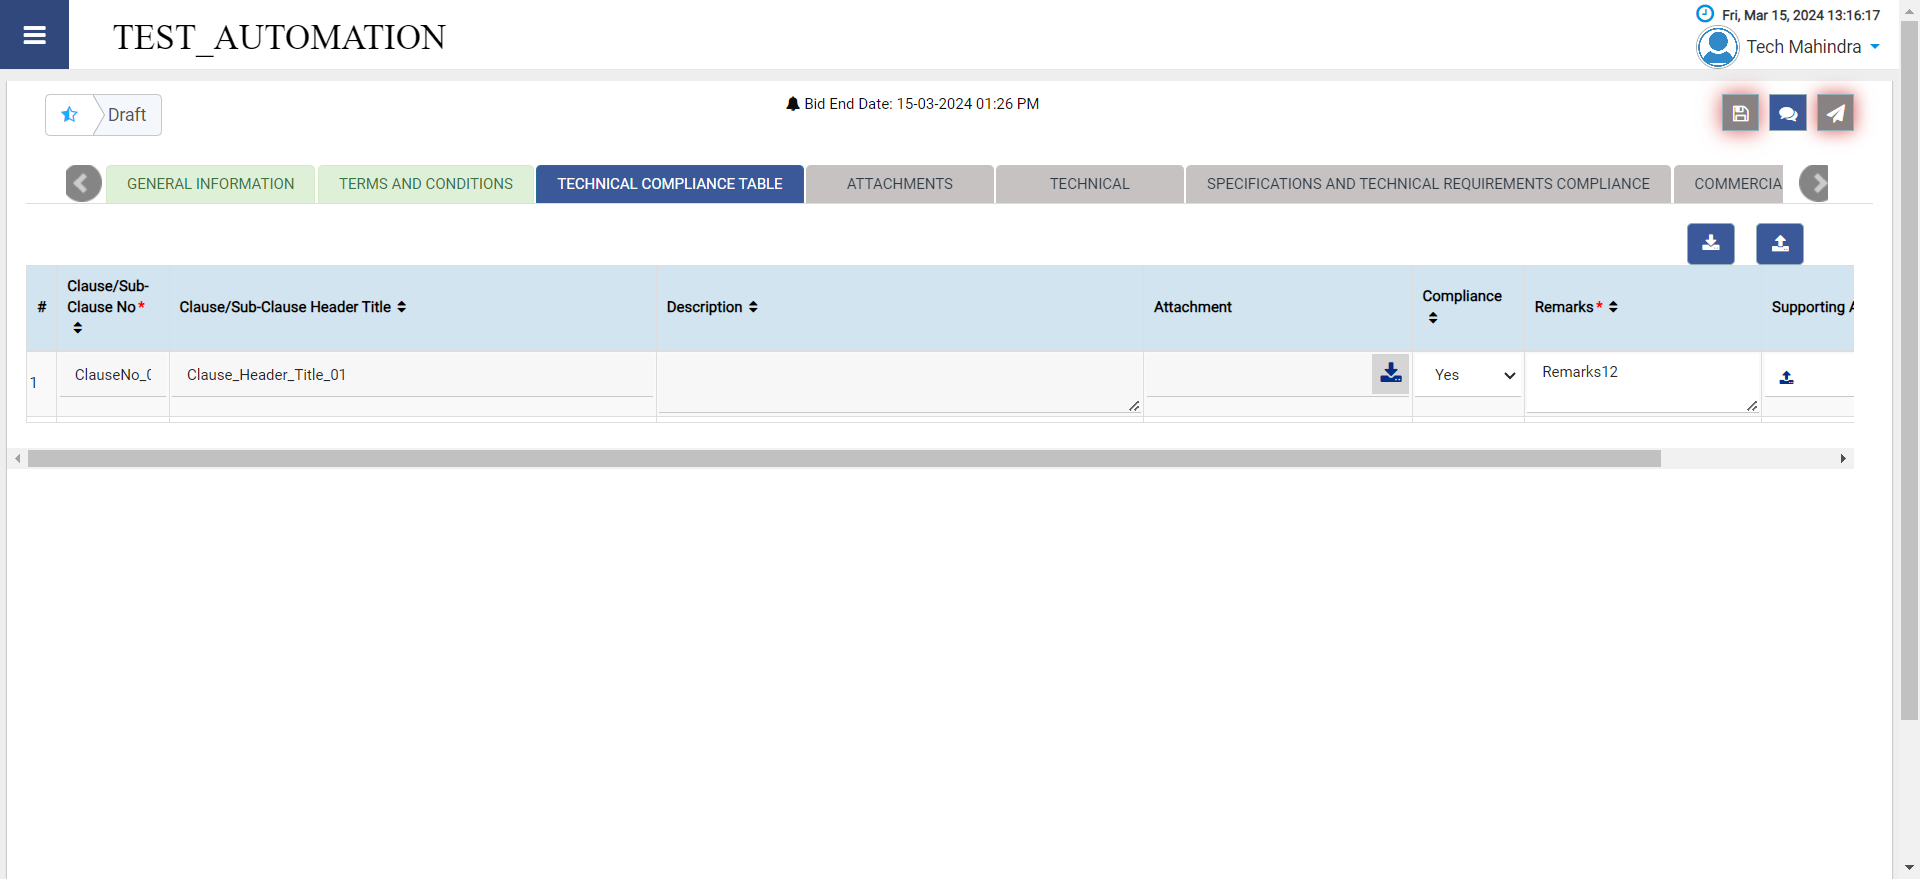 TEST_AUTOMATION
Fri, Mar 15, 2024 13:16:17
Tech Mahindra
Draft
Bid End Date: 15-03-2024 01:26 PM
GENERAL INFORMATION
TERMS AND CONDITIONS
TECHNICAL COMPLIANCE TABLE
ATTACHMENTS
TECHNICAL
SPECIFICATIONS AND TECHNICAL REQUIREMENTS COMPLIANCE
COMMERCIA
#
Clause/Sub-
Clause No*
Clause/Sub-Clause Header Title
Description
Attachment
Compliance
Remarks*
Supporting A
1
ClauseNo_0
Clause_Header_Title_01
Yes
Remarks12